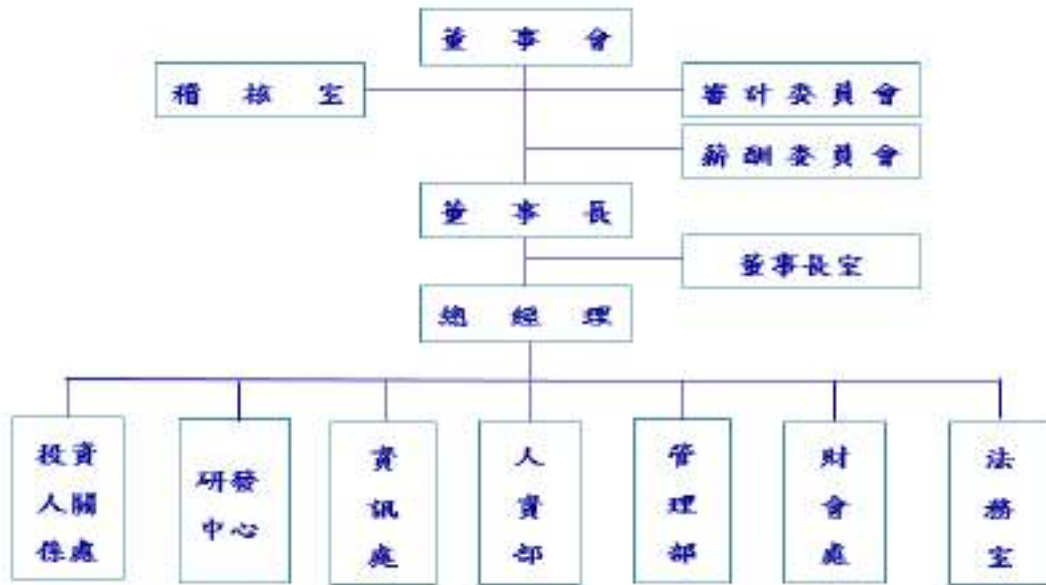 董事會
稽核室
審計委員會
薪酬委員會
董事長
董事長室
總經理
投資
人關
係處
研發
中心
資訊處
人資部
管理部
財會處
法務室